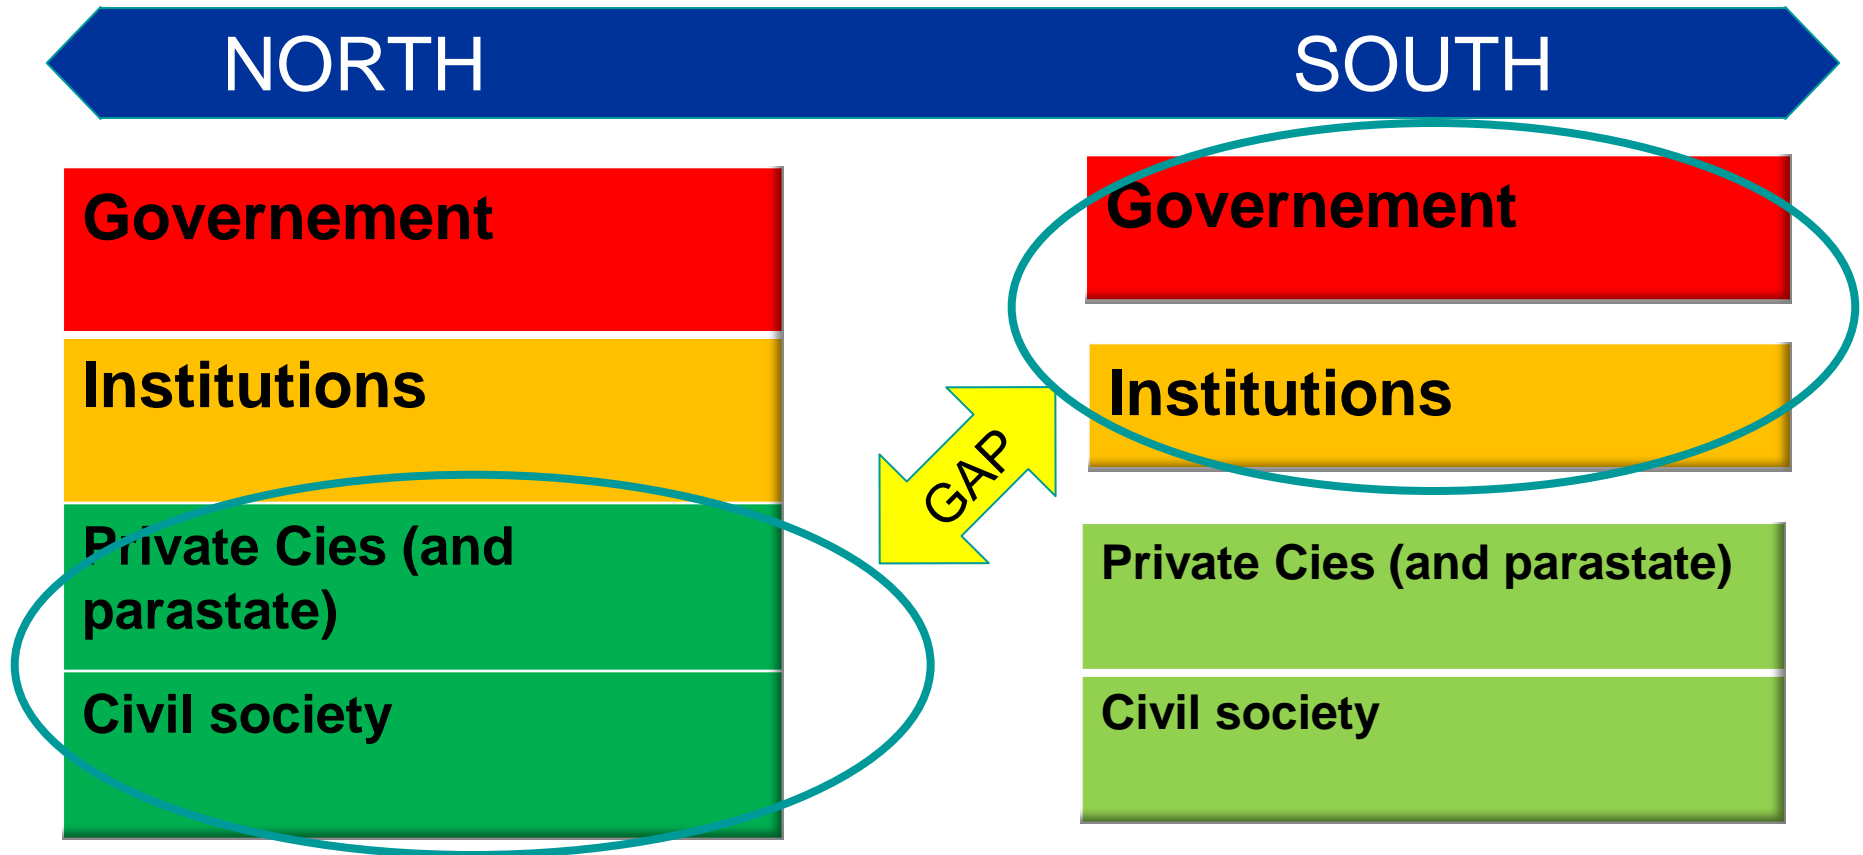 NORTH
SOUTH
Governement
Institutions
Private Cies (and
parastate)
Civil society
GAP
Governement
Institutions
Private Cies (and parastate)
Civil society